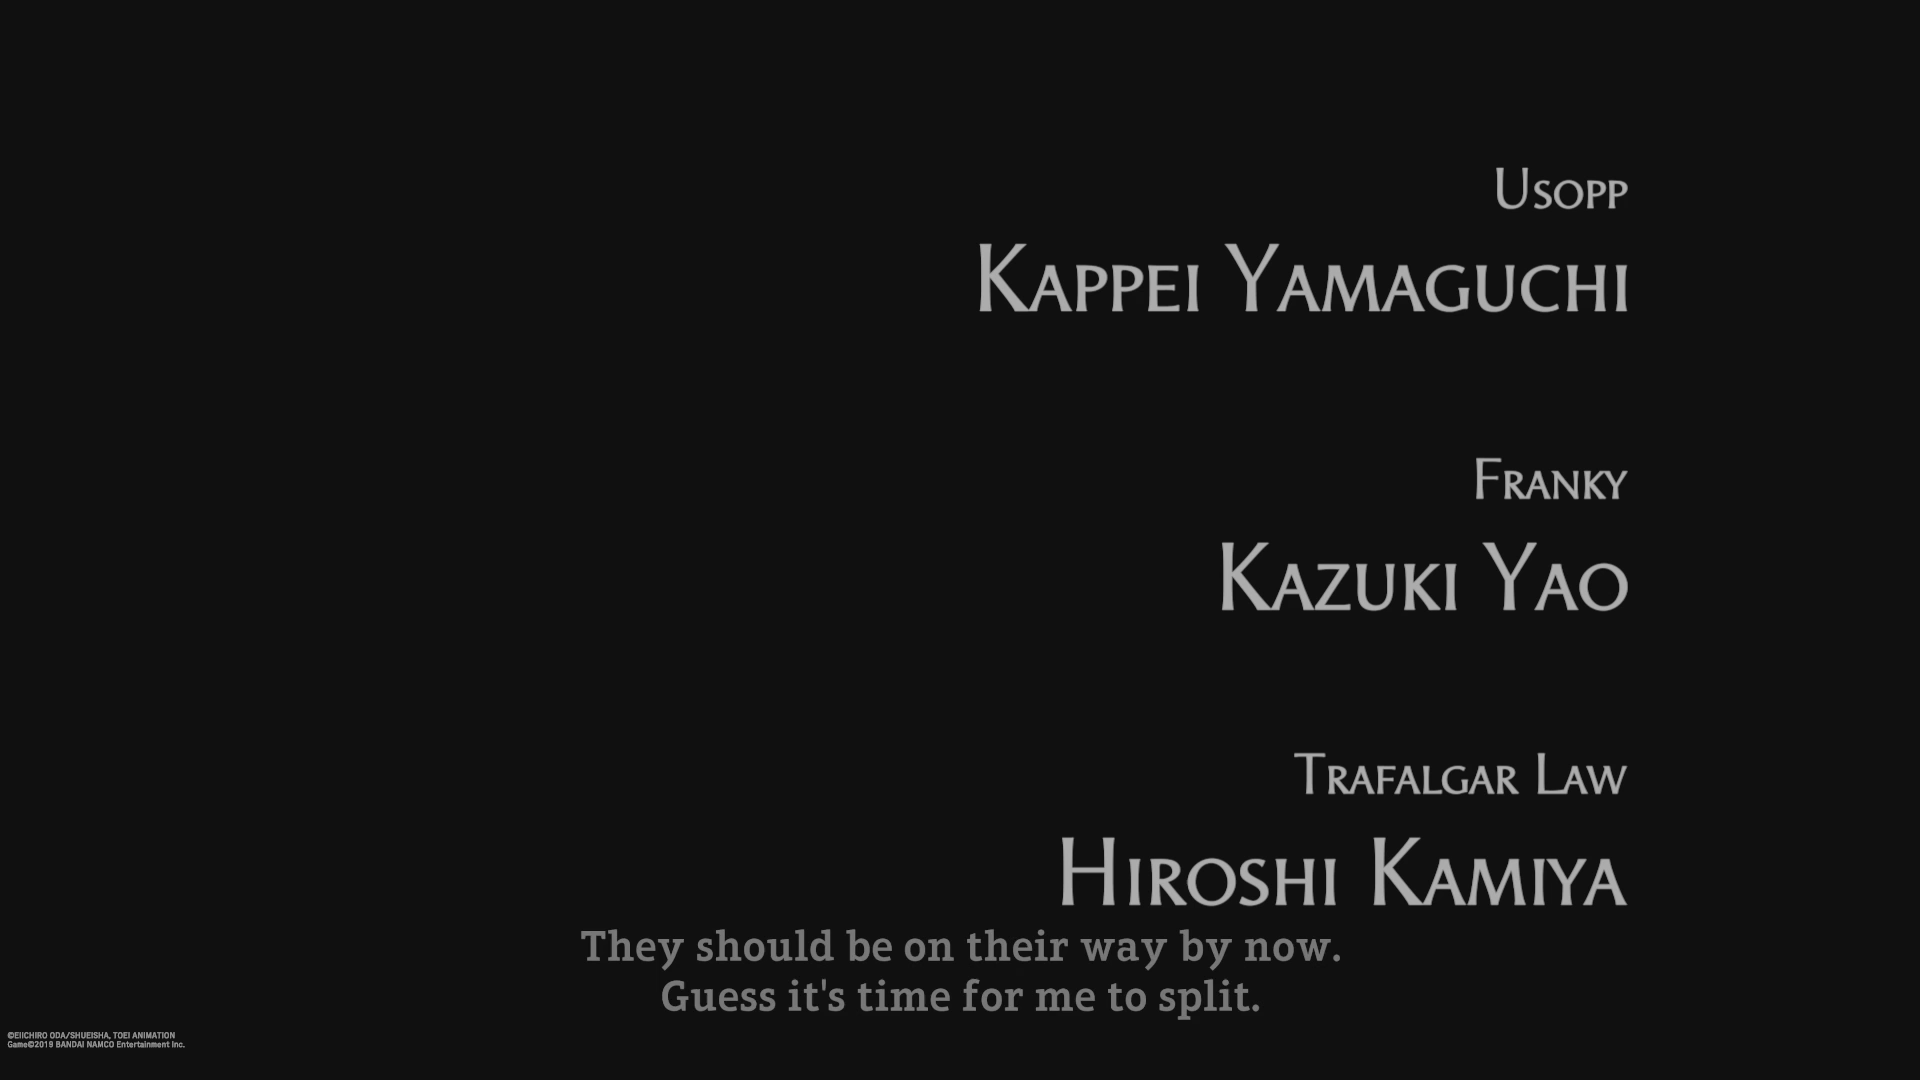 Usopp
Kappei Yamaguchi
Franky
Kazuki Yao
Trafalgar Law
Hiroshi Kamiya
They should be on their way by now.
Guess it's time for me to split.
©EIICHIRO ODA/SHUEISHA, TOEI ANIMATION
Game©2019 BANDAI NAMCO Entertainment Inc.